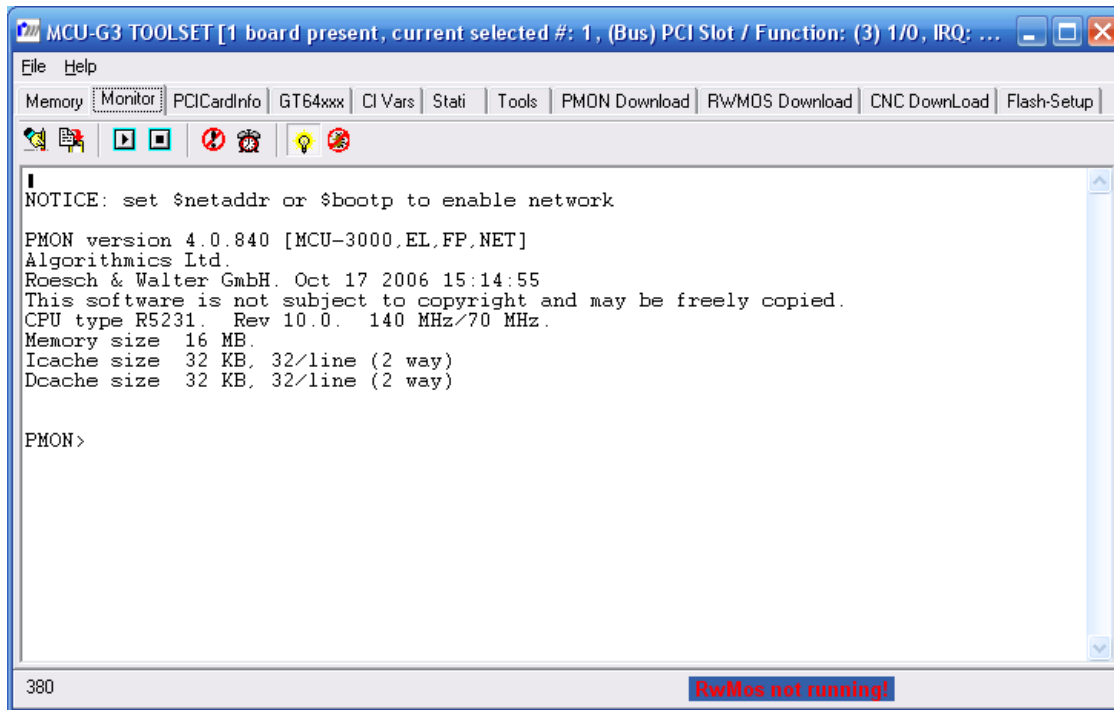 MCU-G3 TOOLSET [1 board present, current selected #: 1, (Bus) PCI Slot / Function: (3) 1/0, IRQ: ...
File Help
Memory Monitor PCICardInfo GT64xxx CI Vars Stati Tools PMON Download RWMOS Download CNC DownLoad Flash-Setup
NOTICE: set $netaddr or $bootp to enable network
PMON version 4.0.840 [MCU-3000,EL,FP,NET]
Algorithmics Ltd.
Roesch & Walter GmbH. Oct 17 2006 15:14:55
This software is not subject to copyright and may be freely copied.
CPU type R5231. Rev 10.0. 140 MHz/70 MHz.
Memory size 16 MB.
Icache size 32 KB, 32/line (2 way)
Dcache size 32 KB, 32/line (2 way)
PMON>
380 RwMos not running!